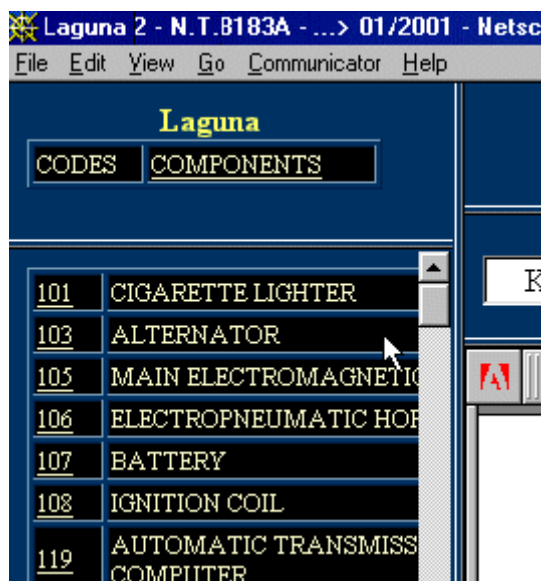 Laguna 2 - N.T.8183A - ...> 01/2001 - Netsc
File Edit View Go Communicator Help
Laguna
CODES COMPONENTS
K
101 CIGARETTE LIGHTER
103 ALTERNATOR
105 MAIN ELECTROMAGNETIC
106 ELECTROPNEUMATIC HOR
107 BATTERY
108 IGNITION COIL
119 AUTOMATIC TRANSMISS
COMPUTER